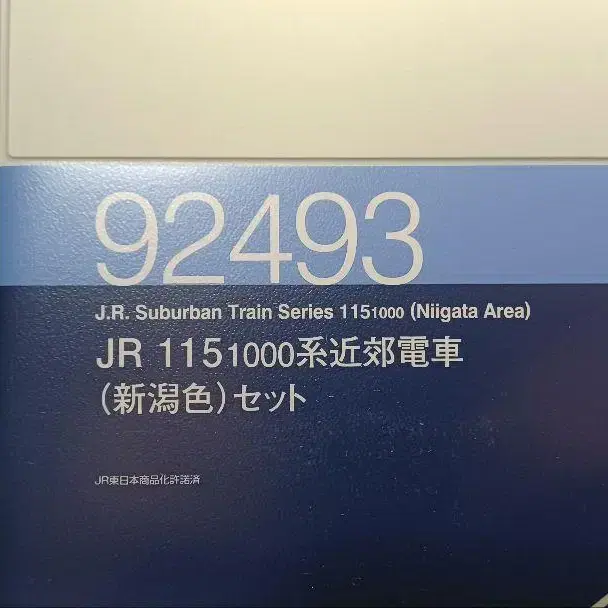 92493
J.R. Suburban Train Series 1151000 (Niigata Area)
JR 1151000系近郊電車
(新潟色)セット
JR東日本商品化許諾済